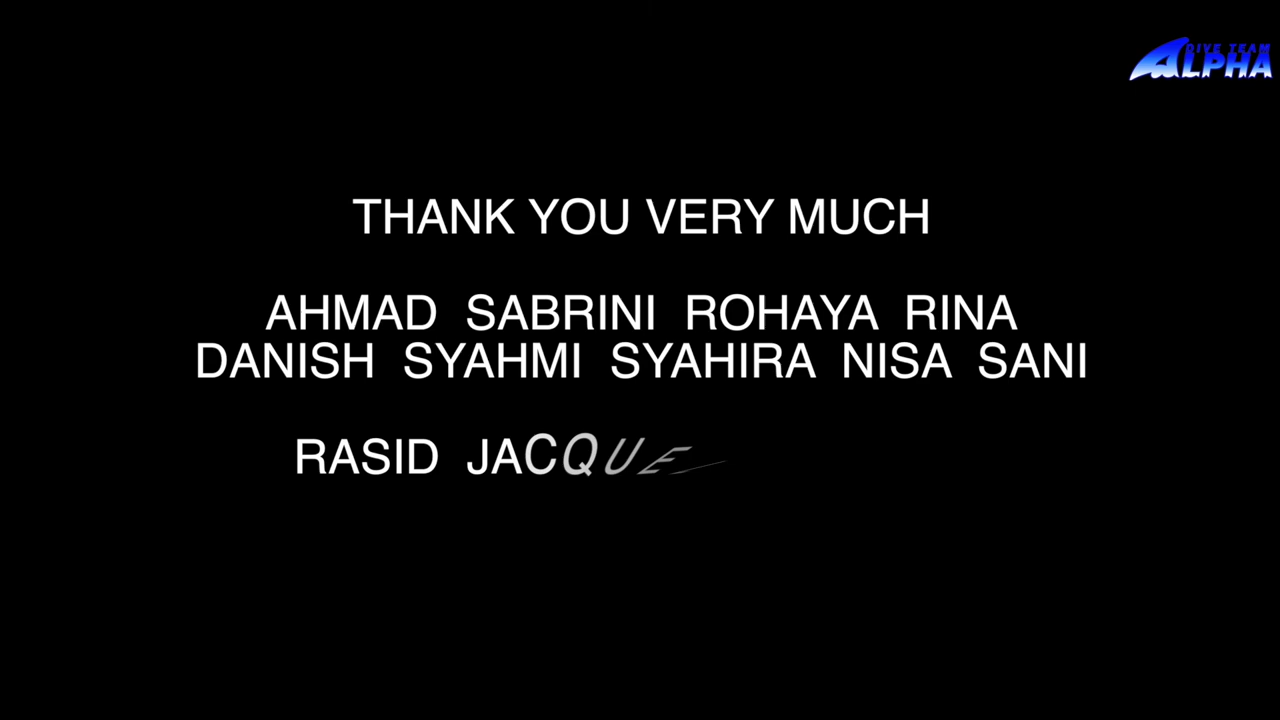 DIVE TEAM
ALPHA
THANK YOU VERY MUCH
AHMAD SABRINI ROHAYA RINA
DANISH SYAHMI SYAHIRA NISA SANI
RASID